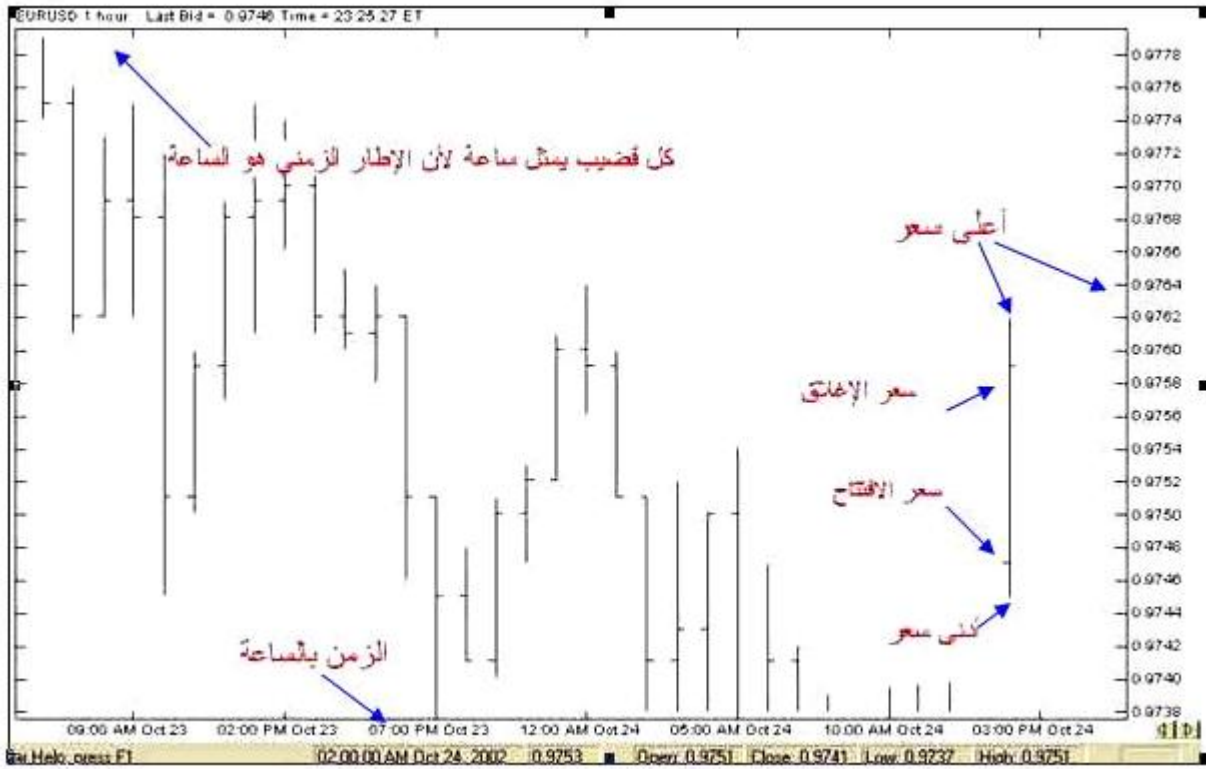 EURUSD 1 hour Last Bid = 0.9746 Time = 23:25:27 ET
0.9778
0.9776
0.9774
كل قضيب يمثل ساعة لأن الإطار الزمني هو الساعة
0.9772
0.9770
أعلى سعر
0.9768
0.9766
0.9764
0.9762
0.9760
سعر الإغلاق
0.9758
0.9756
0.9754
0.9752
سعر الافتتاح
0.9750
0.9748
0.9746
0.9744
أدنى سعر
الزمن بالساعة
0.9742
0.9740
0.9738
09:00 AM Oct 23 02:00 PM Oct 23 07:00 PM Oct 23 12:00 AM Oct 24 05:00 AM Oct 24 10:00 AM Oct 24 03:00 PM Oct 24
Help, press F1 02:00:00 AM Oct 24, 2002 0.9753 Open: 0.9751 Close: 0.9741 Low: 0.9737 High: 0.9751